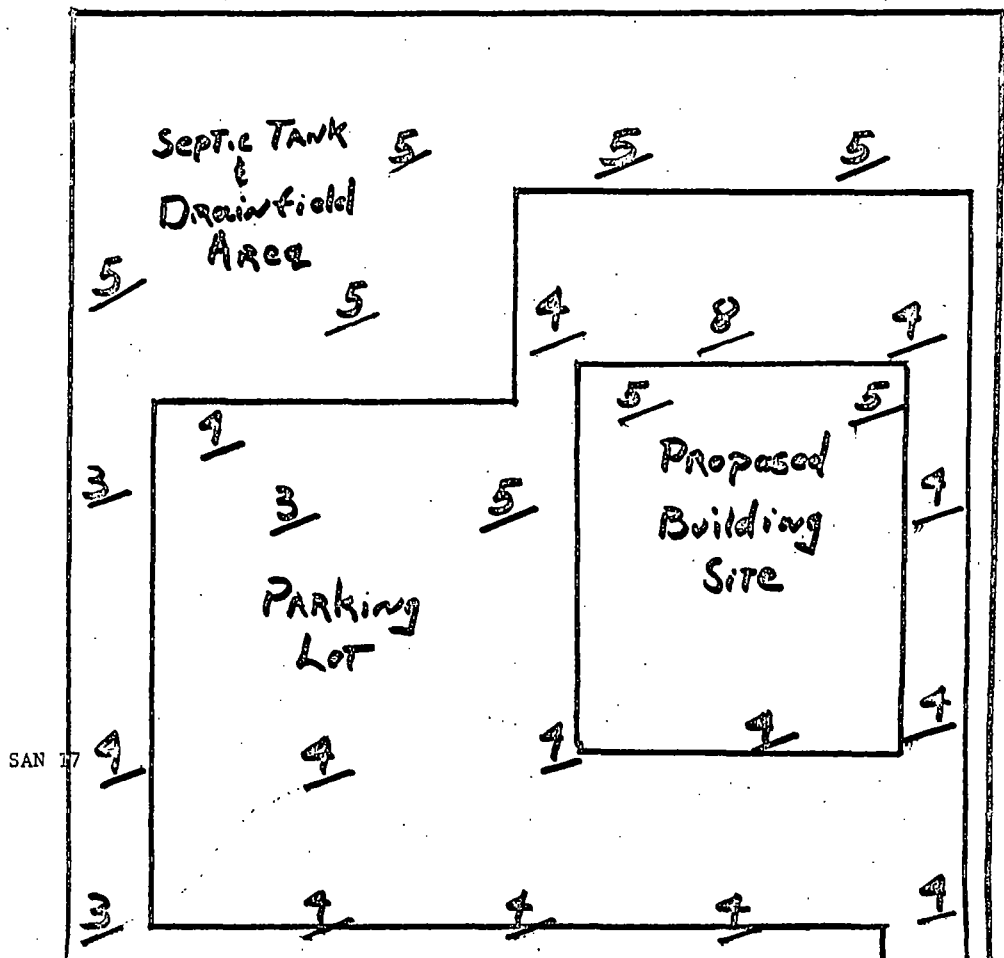 Septic Tank
&
Drainfield
Area
5 5 5
5 5
4 8 4
5 5
4
3 3 5 4
Proposed
Building
Site
Parking
Lot
4 4
SAN 17 4 4 4
3 4 4 4 4